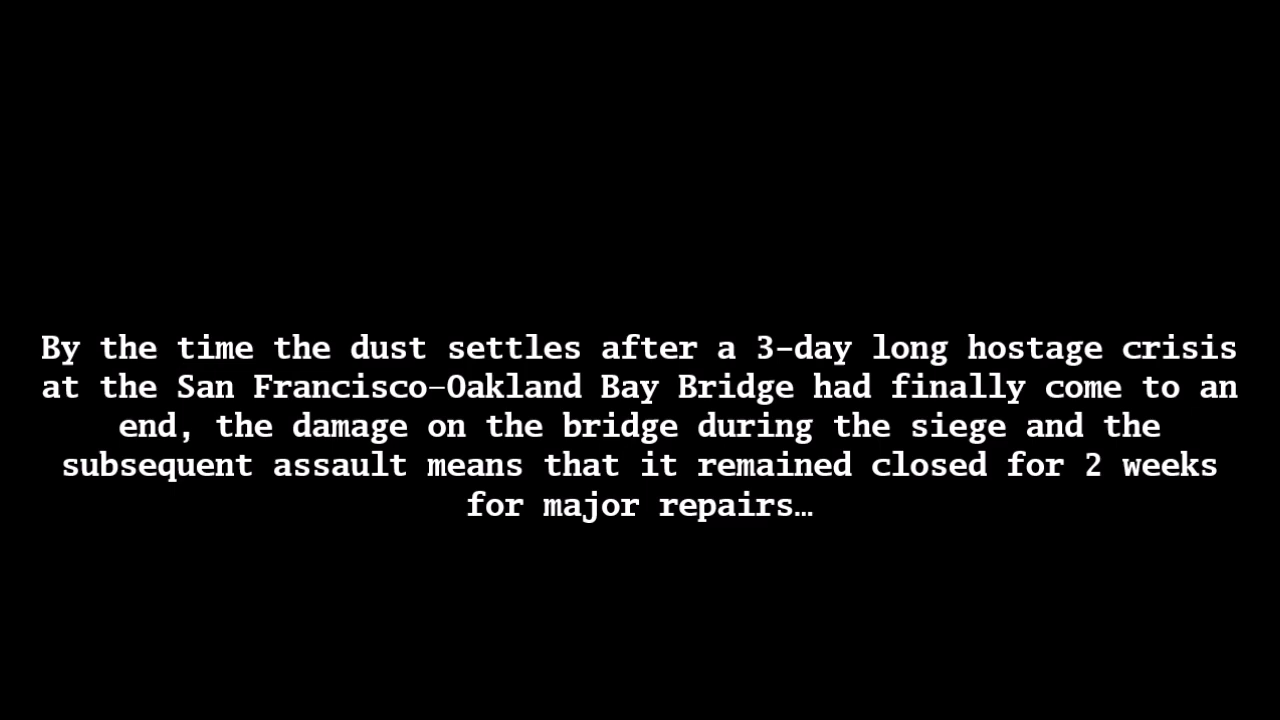 By the time the dust settles after a 3-day long hostage crisis
at the San Francisco-Oakland Bay Bridge had finally come to an
end, the damage on the bridge during the siege and the
subsequent assault means that it remained closed for 2 weeks
for major repairs…